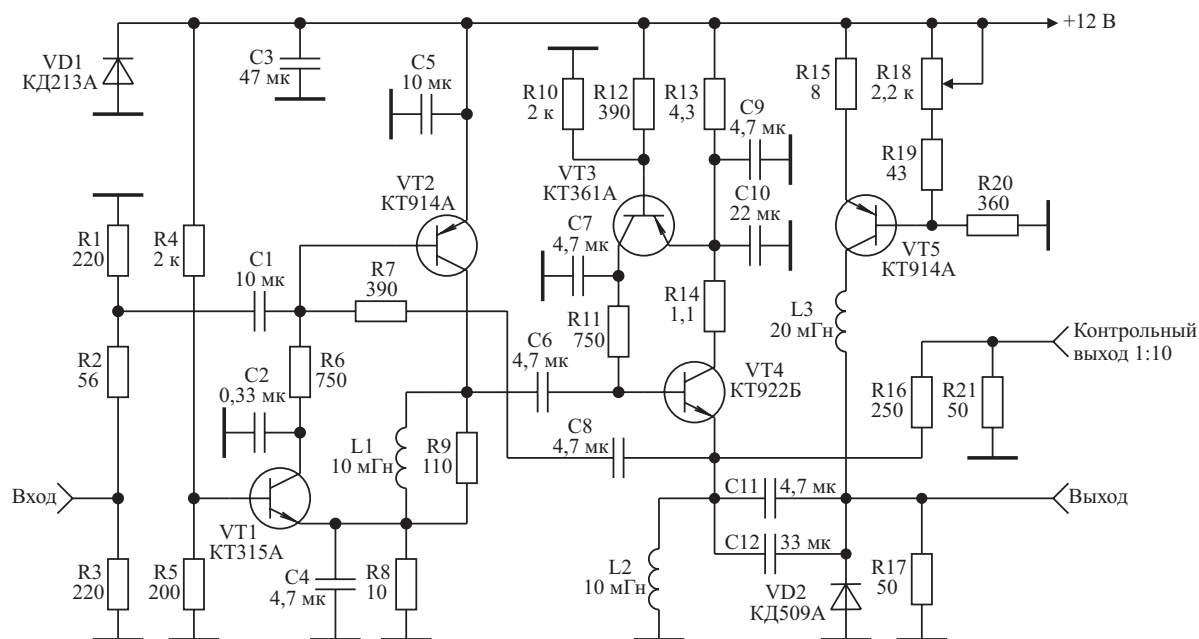 +12 В
VD1
КД213А
C3
47 мк
C5
10 мк
R10
2 к
R12
390
R13
4,3
C9
4,7 мк
R15
8
R18
2,2 к
VT2
КТ914А
VT3
КТ361А
C10
22 мк
R19
43
R20
360
R1
220
R4
2 к
C1
10 мк
R7
390
C7
4,7 мк
VT5
КТ914А
R14
1,1
L3
20 мГн
R11
750
Контрольный
выход 1:10
R2
56
R6
750
C2
0,33 мк
C6
4,7 мк
VT4
КТ922Б
R16
250
R21
50
L1
10 мГн
R9
110
C8
4,7 мк
Вход
C11 4,7 мк
Выход
VT1
КТ315А
C12 33 мк
R3
220
R5
200
C4
4,7 мк
R8
10
L2
10 мГн
VD2
КД509А
R17
50